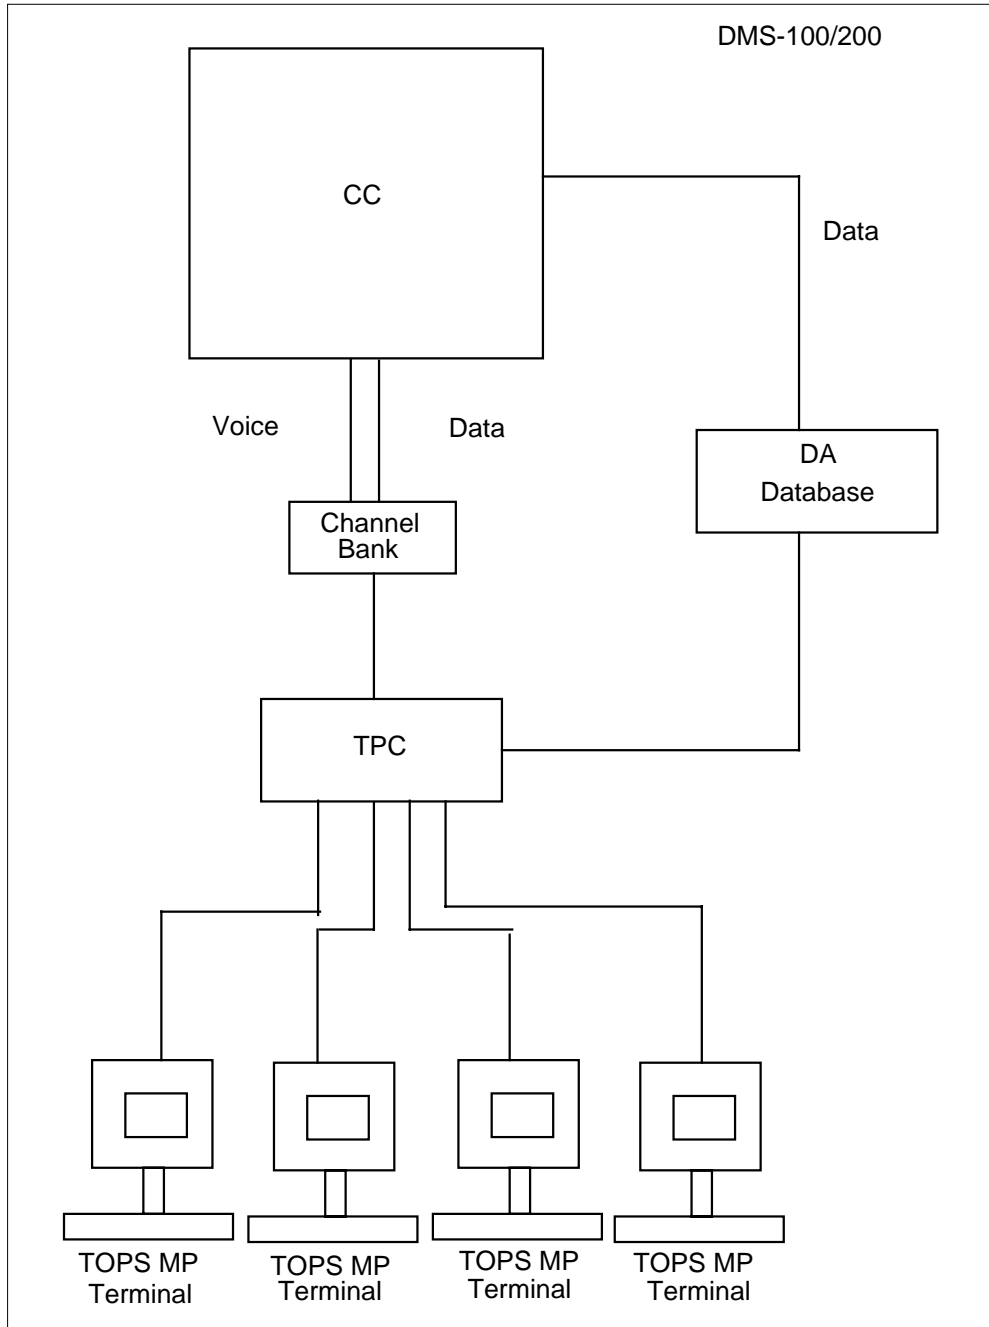 DMS-100/200
CC
Data
Voice
Data
DA
Database
Channel
Bank
TPC
TOPS MP
Terminal
TOPS MP
Terminal
TOPS MP
Terminal
TOPS MP
Terminal